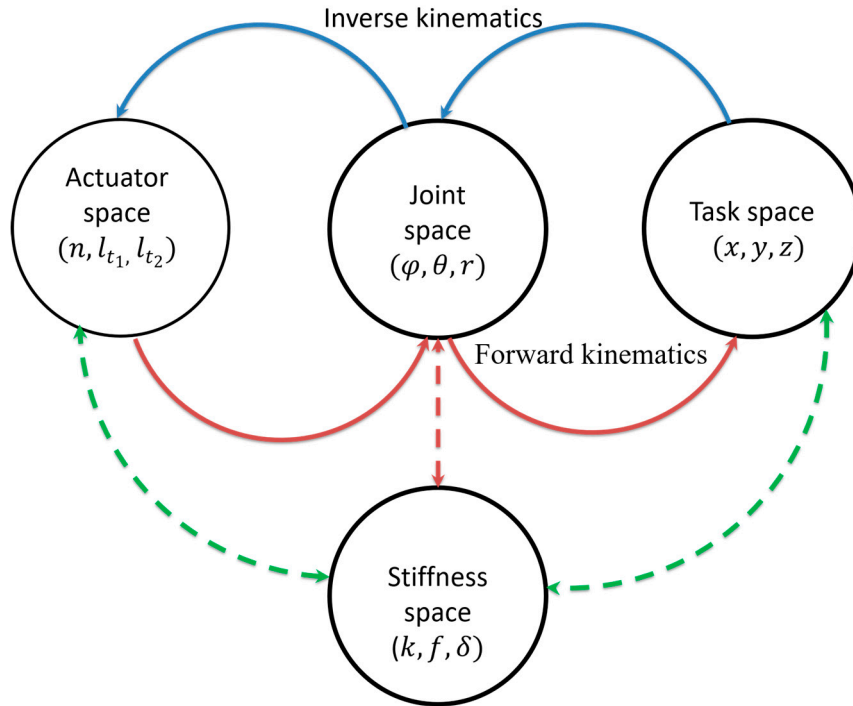 Inverse kinematics
Actuator
space
(n, l_{t_1,} l_{t_2})
Joint
space
(φ, θ, r)
Task space
(x, y, z)
Forward kinematics
Stiffness
space
(k, f, δ)